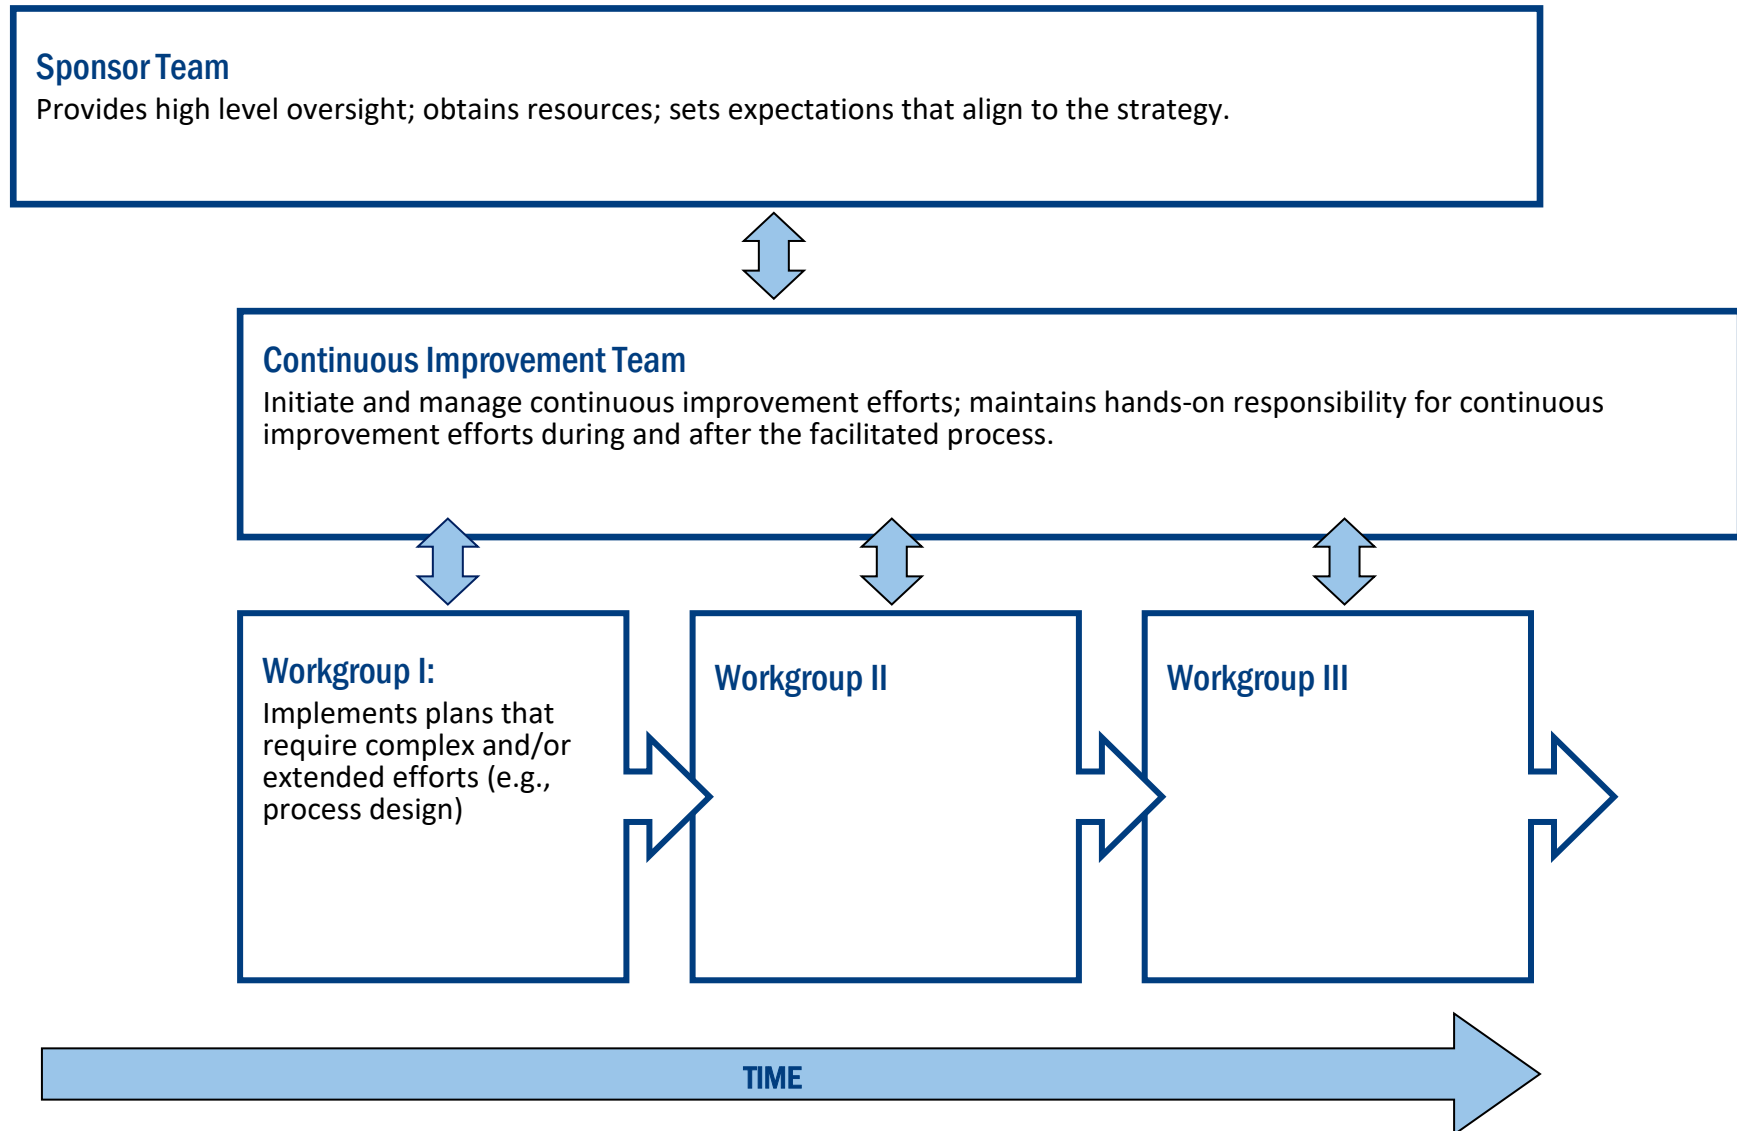 Sponsor Team
Provides high level oversight; obtains resources; sets expectations that align to the strategy.
Continuous Improvement Team
Initiate and manage continuous improvement efforts; maintains hands-on responsibility for continuous
improvement efforts during and after the facilitated process.
Workgroup I:
Implements plans that
require complex and/or
extended efforts (e.g.,
process design)
Workgroup II
Workgroup III
TIME